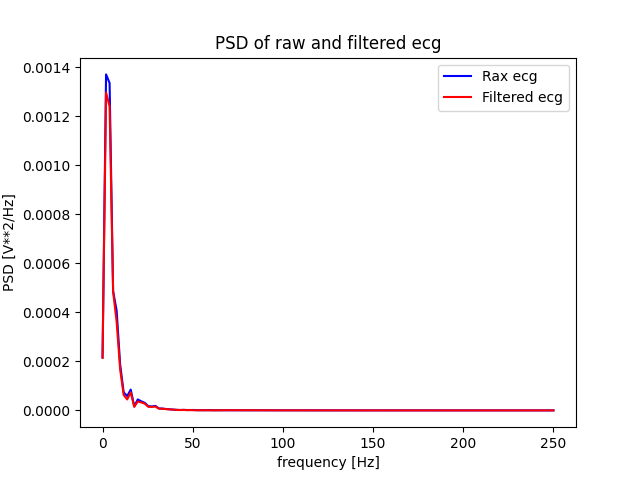 PSD of raw and filtered ecg
Rax ecg
Filtered ecg
PSD [V**2/Hz]
0.0014
0.0012
0.0010
0.0008
0.0006
0.0004
0.0002
0.0000
0 50 100 150 200 250
frequency [Hz]